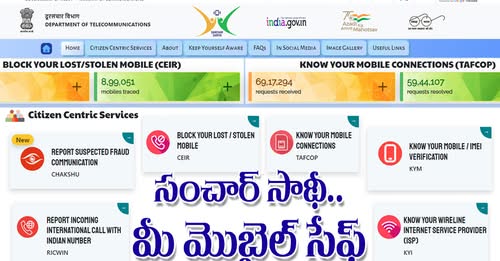 दूरसंचार विभाग
DEPARTMENT OF TELECOMMUNICATIONS
india.gov.in
Azadi Ka
Amrit Mahotsav
HOME CITIZEN CENTRIC SERVICES ABOUT KEEP YOURSELF AWARE FAQS IN SOCIAL MEDIA IMAGE GALLERY USEFUL LINKS
BLOCK YOUR LOST/STOLEN MOBILE (CEIR)
KNOW YOUR MOBILE CONNECTIONS (TAFCOP)
8,99,051
mobiles traced
69,17,294
requests received
59,44,107
requests resolved
Citizen Centric Services
New
REPORT SUSPECTED FRAUD
COMMUNICATION
CHAKSHU
BLOCK YOUR LOST / STOLEN
MOBILE
CEIR
KNOW YOUR MOBILE
CONNECTIONS
TAFCOP
KNOW YOUR MOBILE / IMEI
VERIFICATION
KYM
REPORT INCOMING
INTERNATIONAL CALL WITH
INDIAN NUMBER
RICWIN
KNOW YOUR WIRELINE
INTERNET SERVICE PROVIDER
(ISP)
KYI
సంచార్ సాథీ..
మీ మొబైల్ సేఫ్